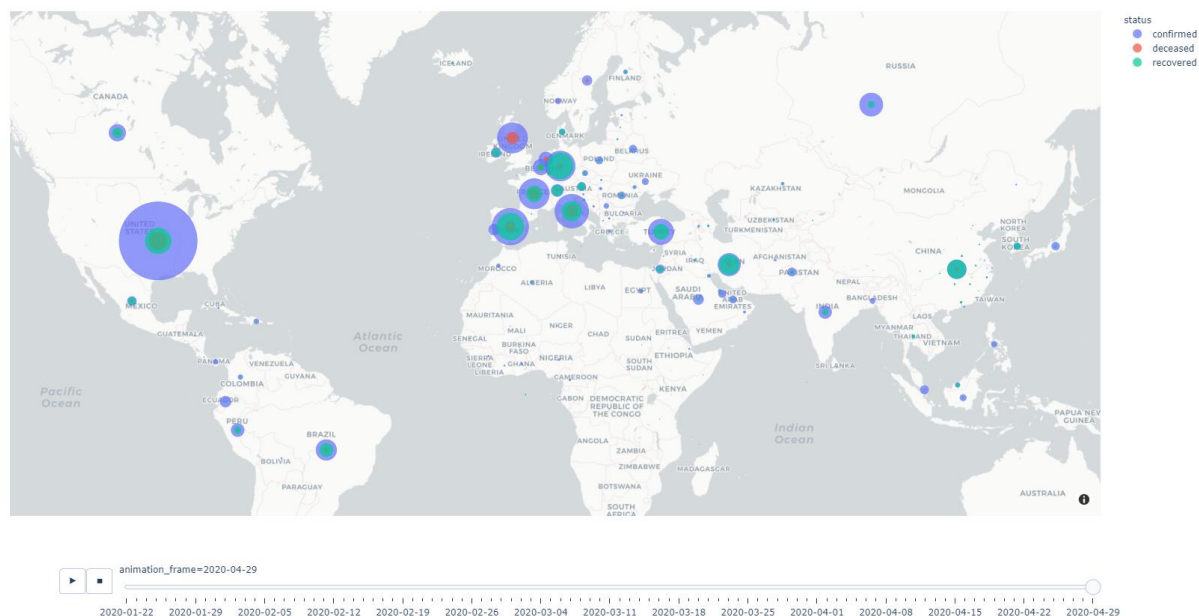 status
confirmed
deceased
recovered
ICELAND
RUSSIA
FINLAND
CANADA
NORWAY
DENMARK
KINGDOM
BELARUS
POLAND
UKRAINE
KAZAKHSTAN
MONGOLIA
ROMANIA
BULGARIA
UNITED STATES
UZBEKISTAN
TURKMENISTAN
NORTH KOREA
SOUTH KOREA
GREECE
SYRIA
CHINA
TUNISIA
IRAQ
AFGHANISTAN
MOROCCO
JORDAN
PAKISTAN
ALGERIA
LIBYA
EGYPT
SAUDI ARABIA
NEPAL
UNITED ARAB EMIRATES
BANGLADESH
TAIWAN
MEXICO
CUBA
INDIA
MAURITANIA
LAOS
MYANMAR
NIGER
MALI
CHAD
ERITREA
YEMEN
Atlantic Ocean
GUATEMALA
SENEGAL
SUDAN
THAILAND
VIETNAM
BURKINA FASO
SIERRA LEONE
GHANA
NIGERIA
ETHIOPIA
PANAMA
VENEZUELA
SOUTH SUDAN
SRI LANKA
LIBERIA
GUYANA
CAMEROON
COLOMBIA
KENYA
Pacific Ocean
ECUADOR
GABON
DEMOCRATIC REPUBLIC OF THE CONGO
PAPUA NEW GUINEA
PERU
Indian Ocean
BRAZIL
ANGOLA
ZAMBIA
BOLIVIA
ZIMBABWE
MADAGASCAR
PARAGUAY
BOTSWANA
AUSTRALIA
SOUTH AFRICA
animation_frame=2020-04-29
2020-01-22 2020-01-29 2020-02-05 2020-02-12 2020-02-19 2020-02-26 2020-03-04 2020-03-11 2020-03-18 2020-03-25 2020-04-01 2020-04-08 2020-04-15 2020-04-22 2020-04-29